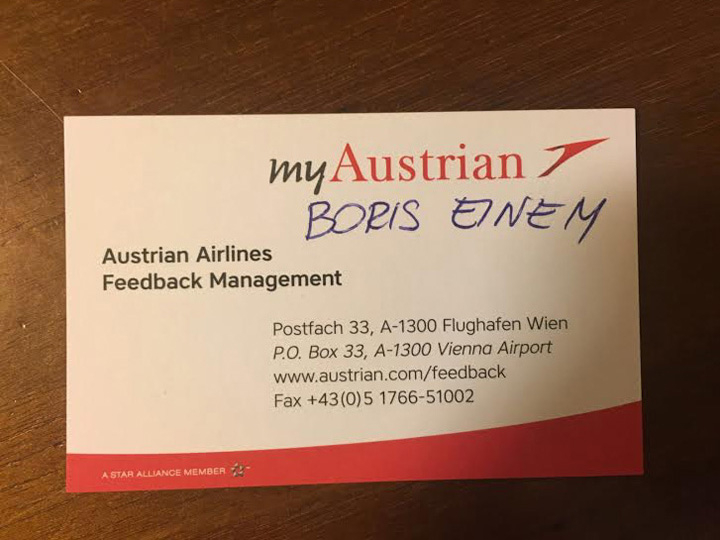 myAustrian
BORIS EINEM
Austrian Airlines
Feedback Management
Postfach 33, A-1300 Flughafen Wien
P.O. Box 33, A-1300 Vienna Airport
www.austrian.com/feedback
Fax +43(0)5 1766-51002
A STAR ALLIANCE MEMBER